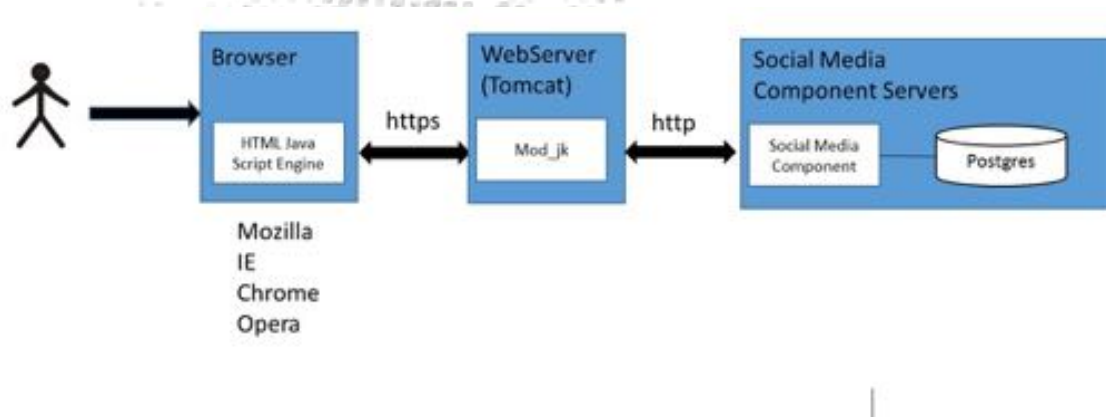 Browser
HTML Java
Script Engine
Mozilla
IE
Chrome
Opera
https
WebServer
(Tomcat)
Mod_jk
http
Social Media
Component Servers
Social Media
Component
Postgres